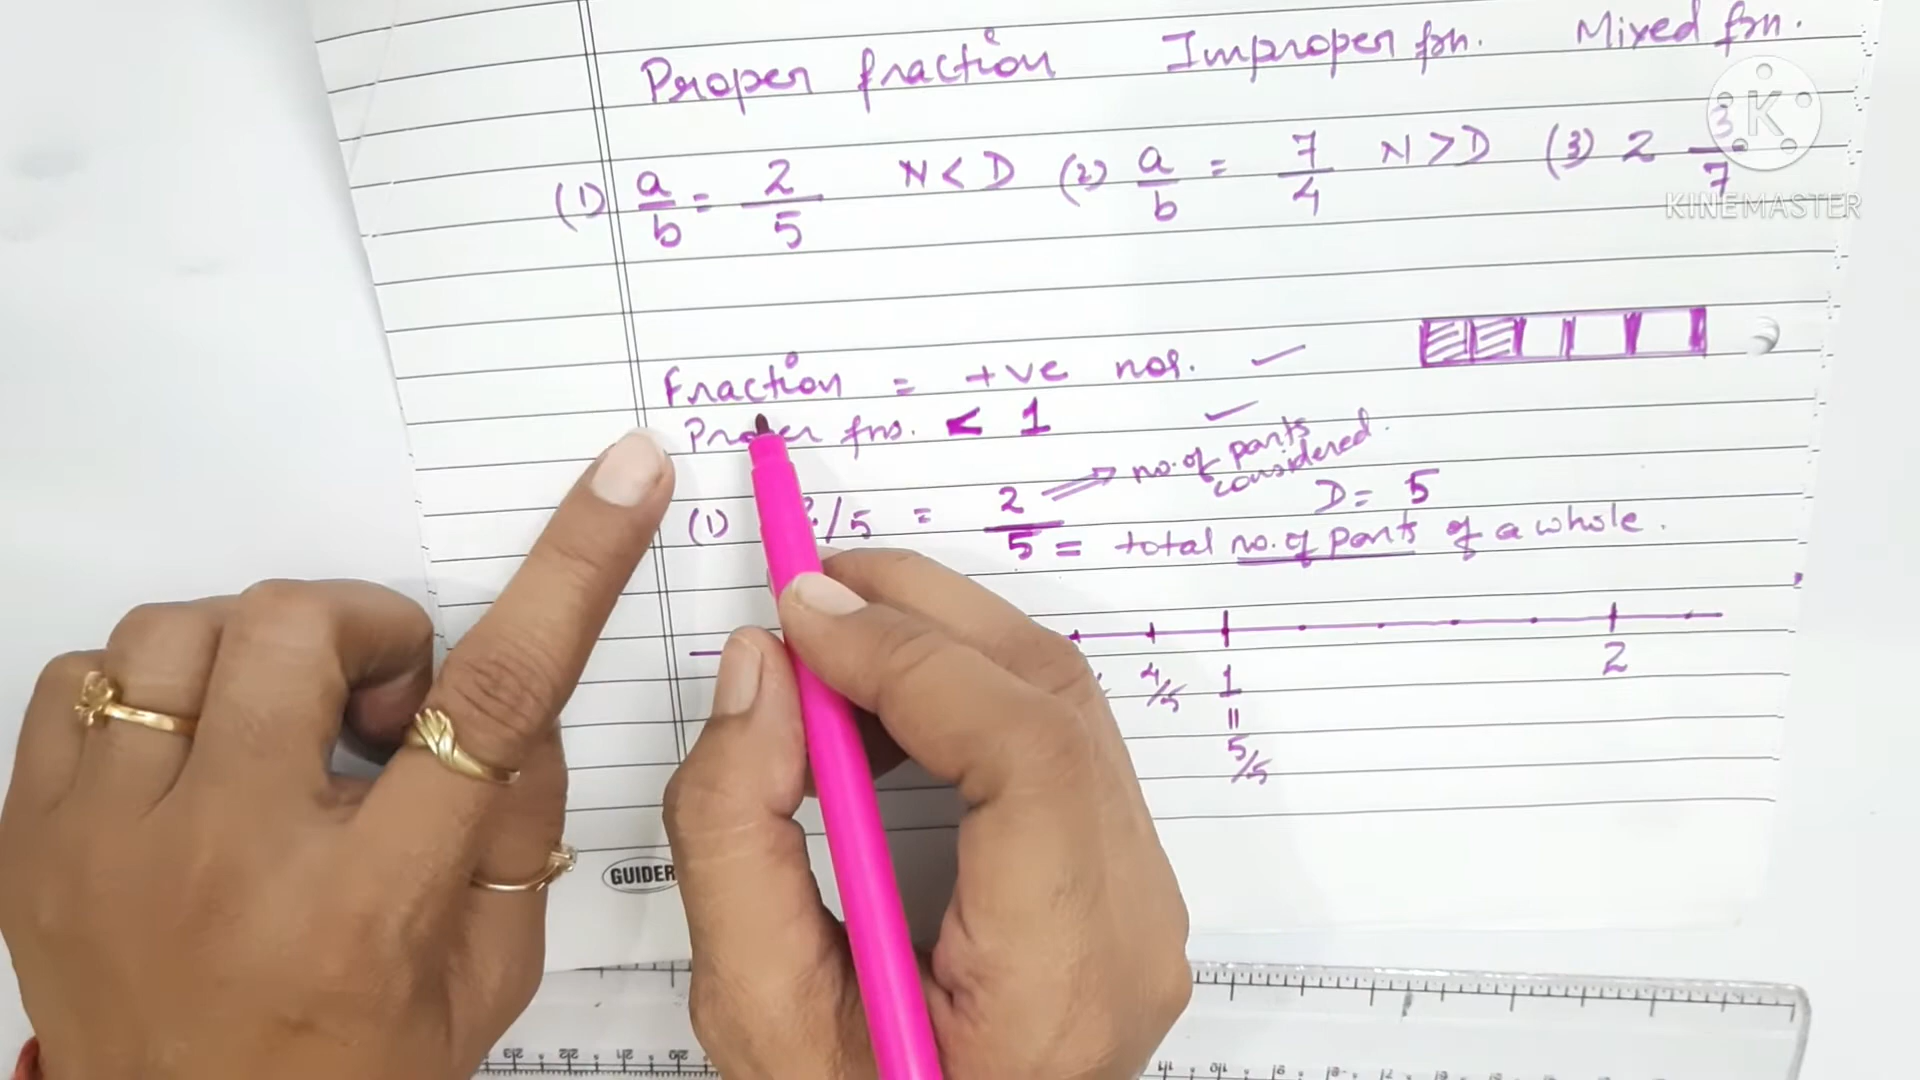 Proper fraction Improper frn. Mixed frn.
(1) a/b = 2/5 N < D (2) a/b = 7/4 N > D (3) 2 3/7
K
KINEMASTER
Fraction = +ve nos. ✓
Proper frns. < 1 ✓
no. of parts considered.
(1) 2/5 = 2/5 D = 5
= total no. of parts of a whole.
4/5 1 2
=
5/5
GUIDER